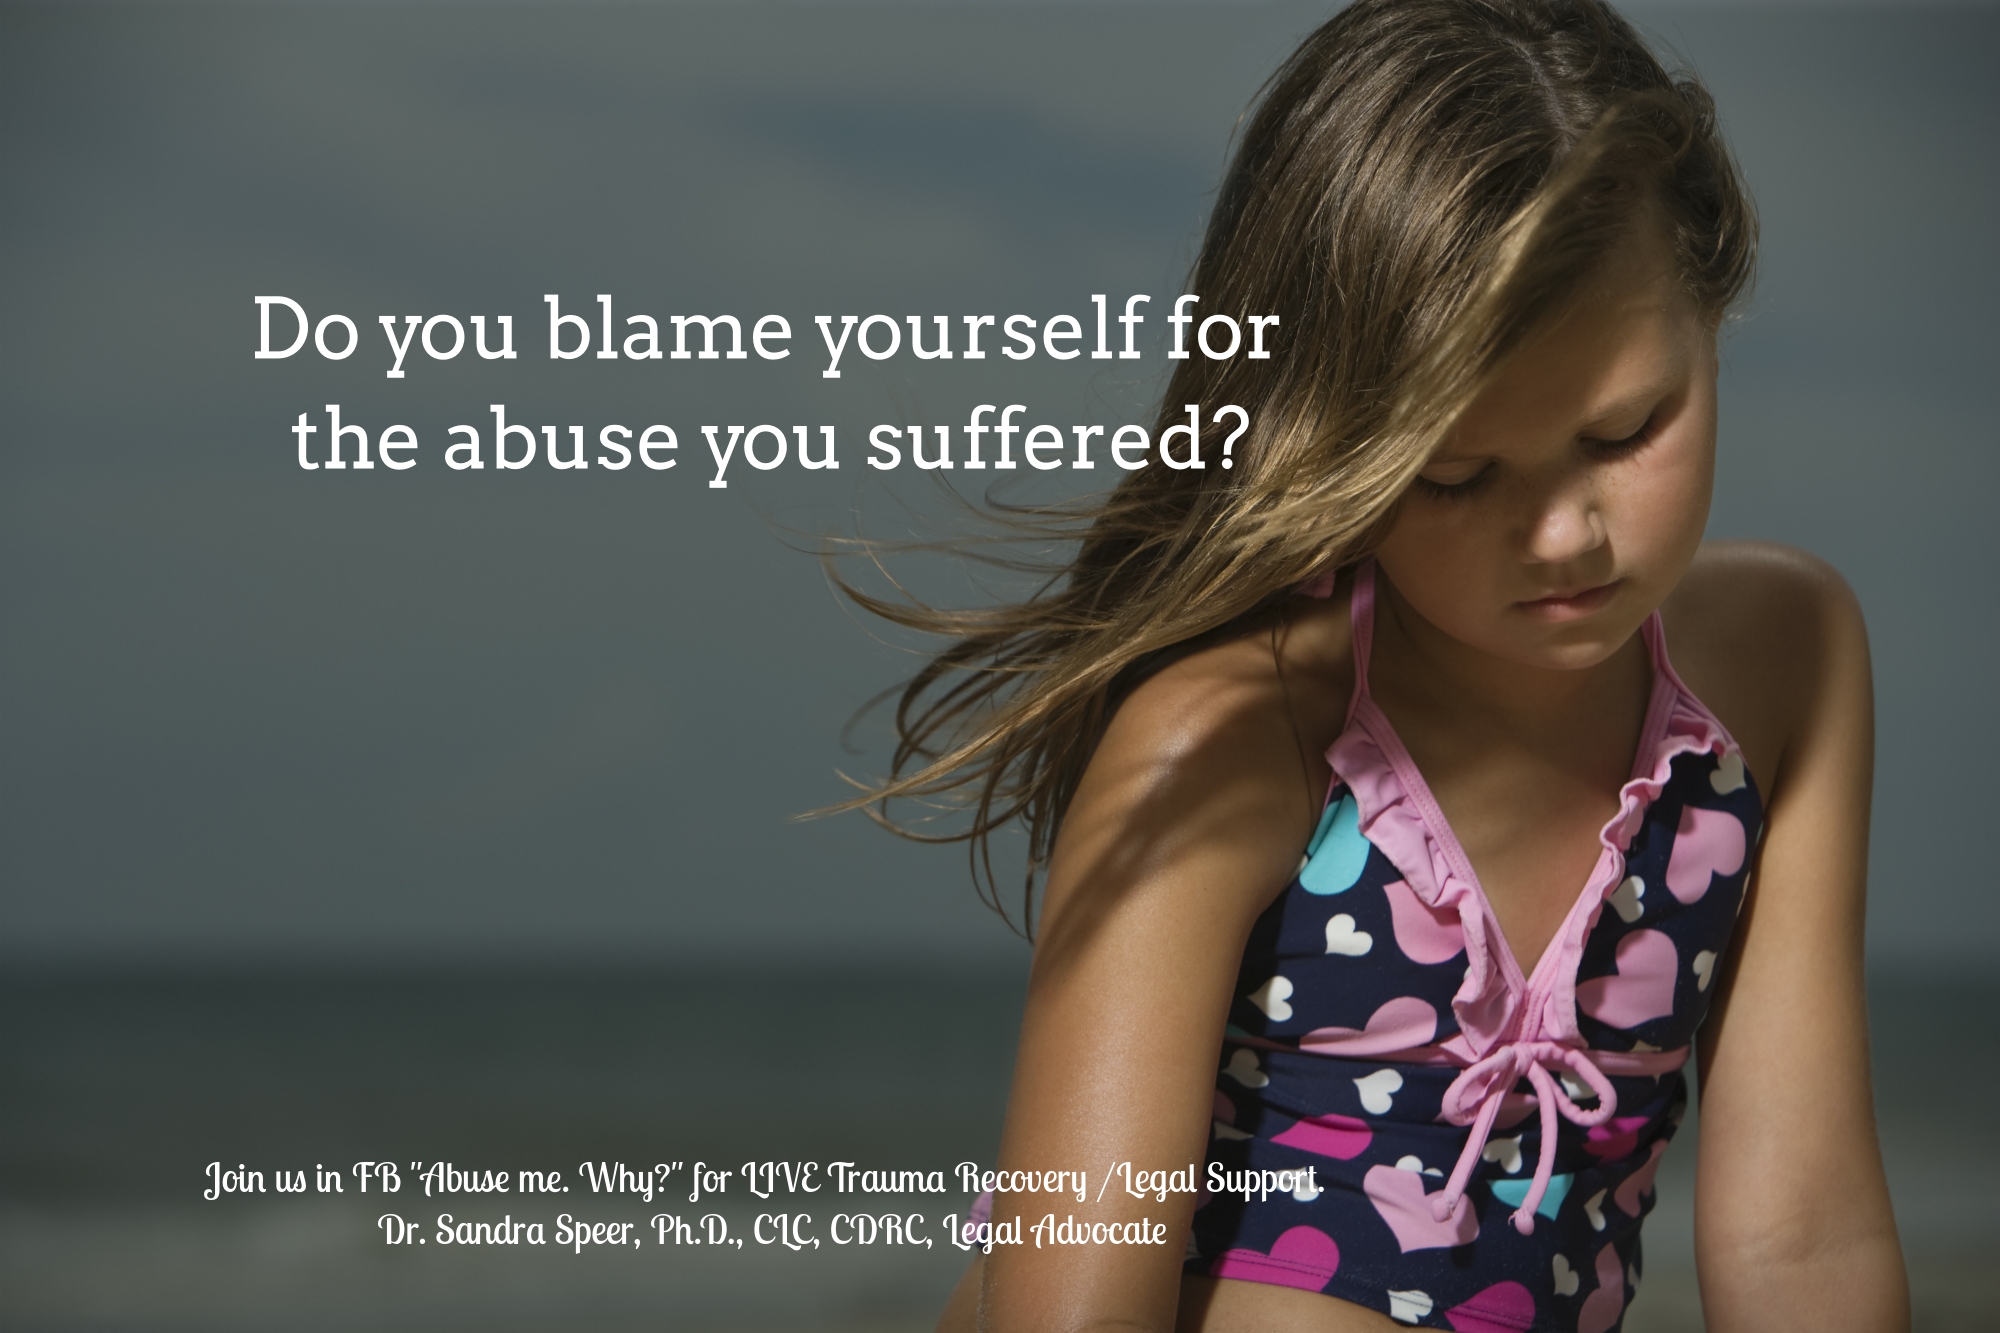 Do you blame yourself for
the abuse you suffered?
Join us in FB "Abuse me. Why?" for LIVE Trauma Recovery /Legal Support.
Dr. Sandra Speer, Ph.D., CLC, CDRC, Legal Advocate